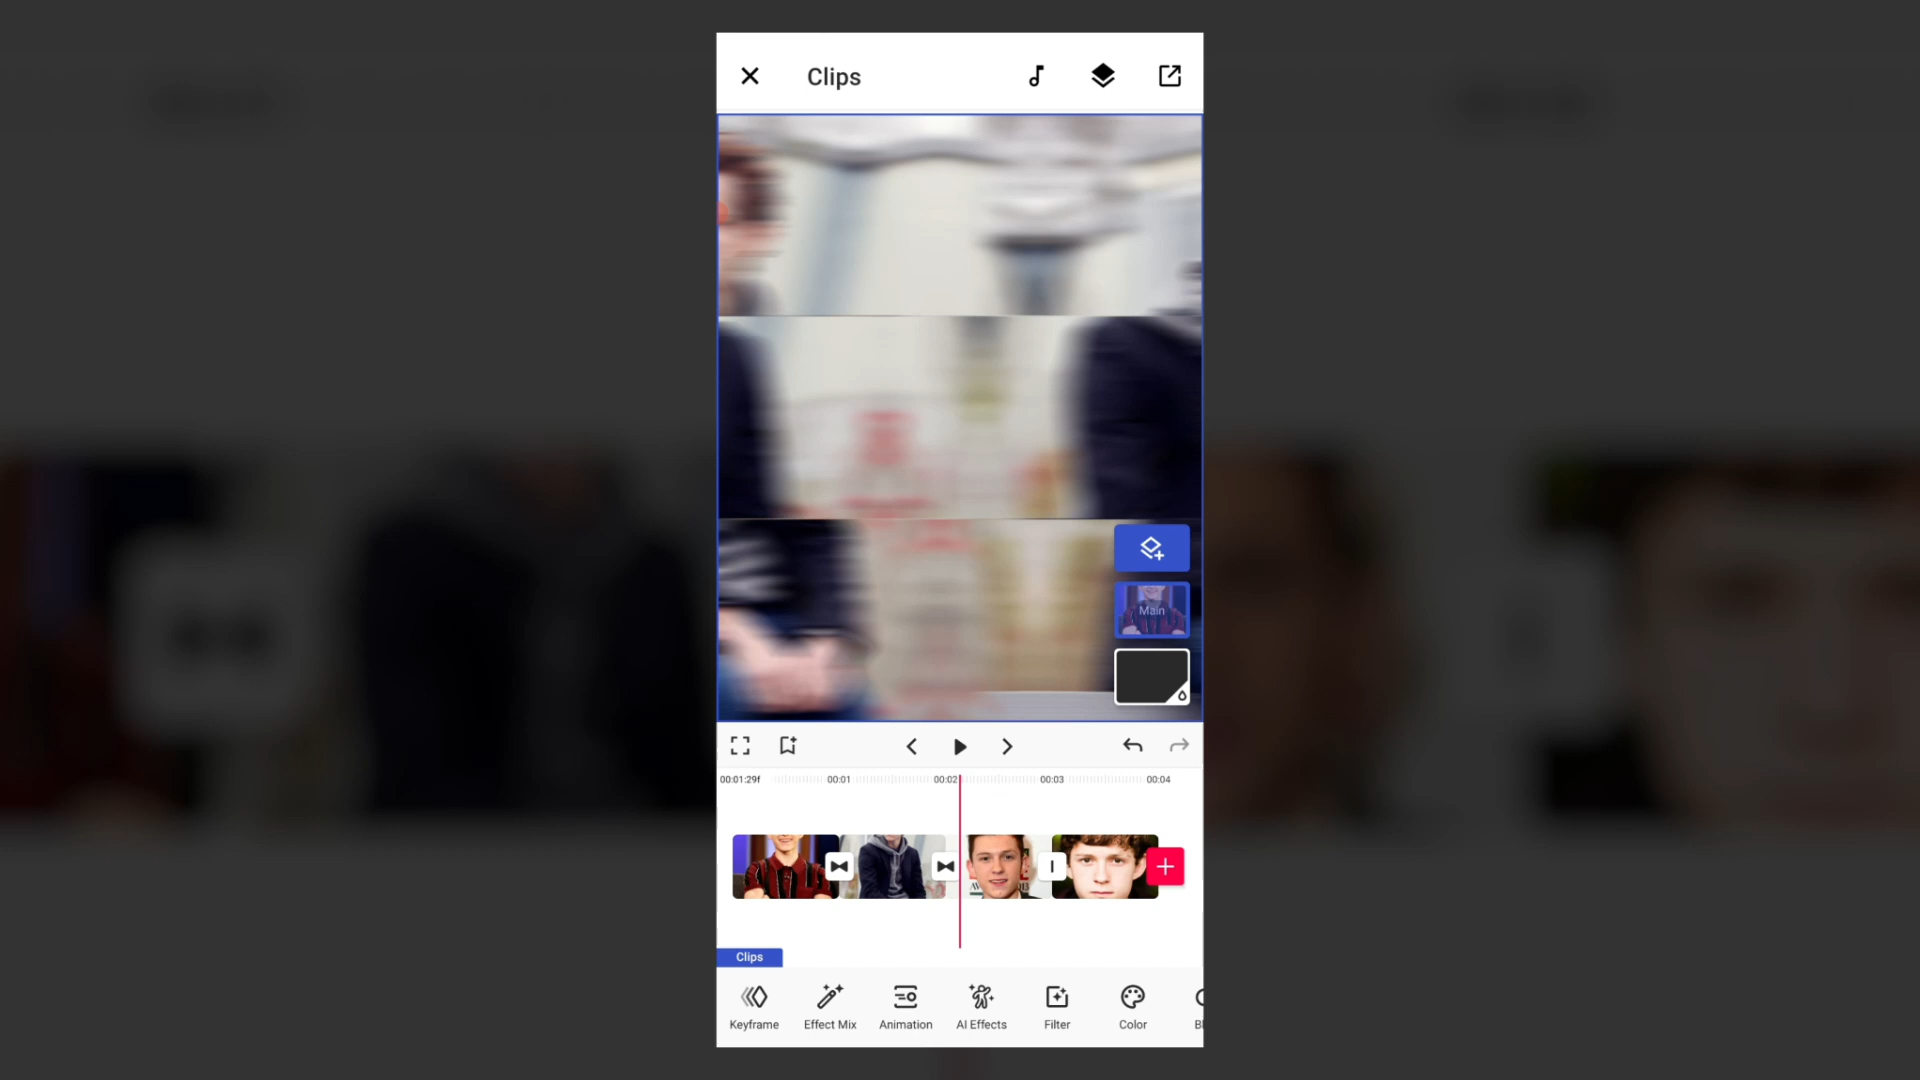 Clips
Main
00:01:29f 00:01 00:02 00:03 00:04
Clips
Keyframe Effect Mix Animation AI Effects Filter Color